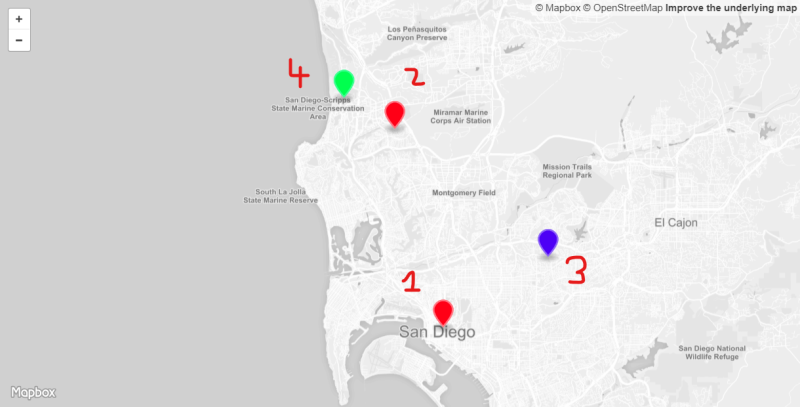 +
−
© Mapbox © OpenStreetMap Improve the underlying map
Los Peñasquitos
Canyon Preserve
4
2
San Diego-Scripps
State Marine Conservation
Area
Miramar Marine
Corps Air Station
Mission Trails
Regional Park
South La Jolla
State Marine Reserve
Montgomery Field
El Cajon
3
1
San Diego
San Diego National
Wildlife Refuge
Mapbox